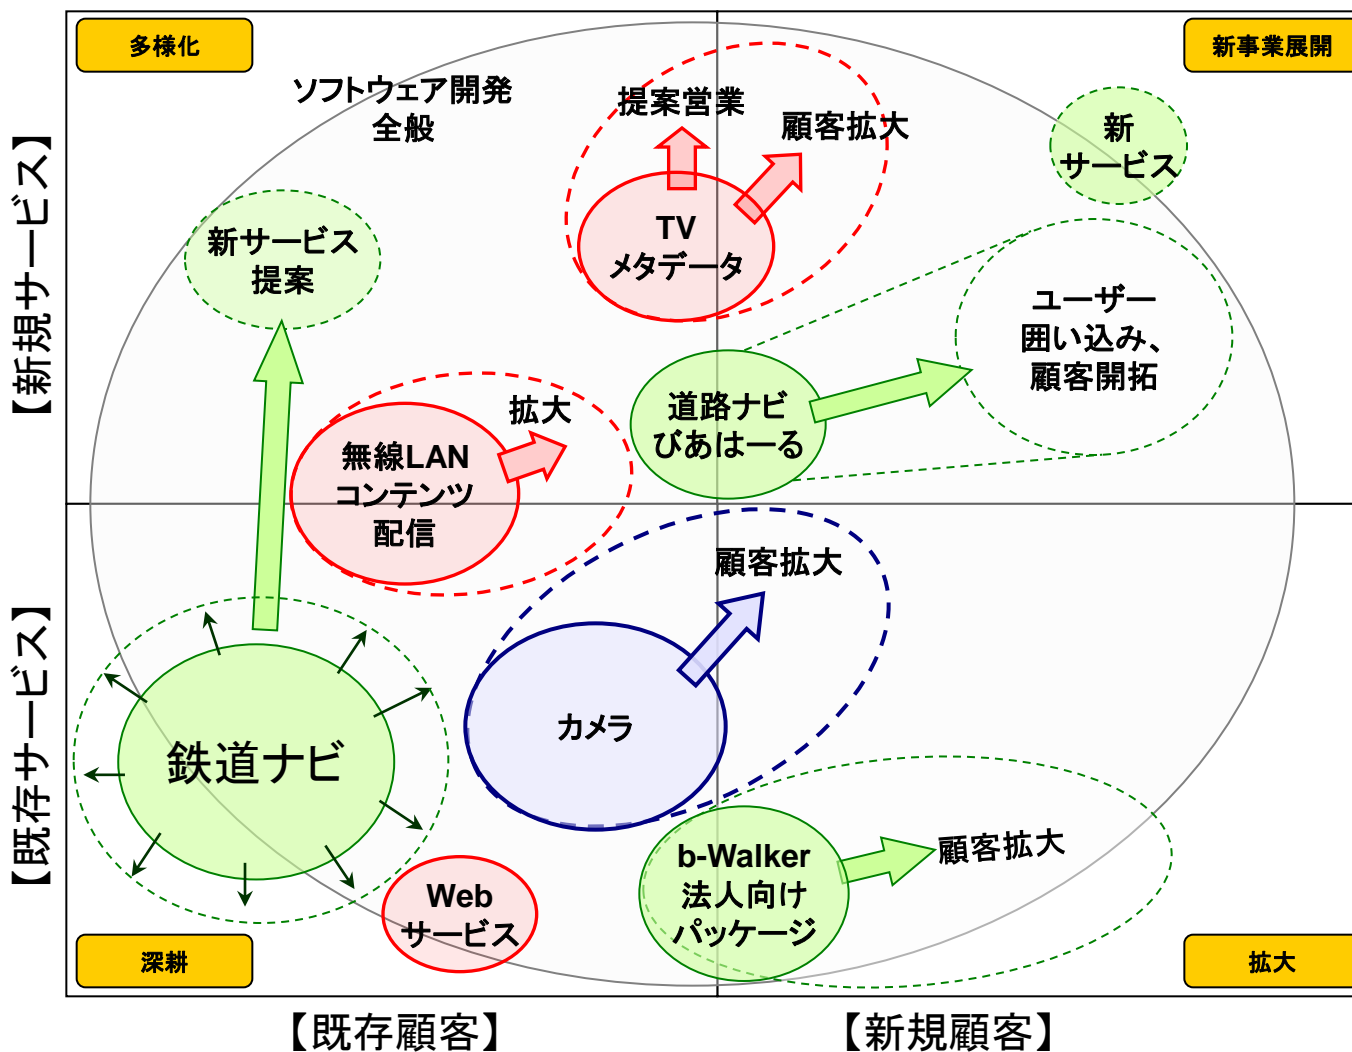 多様化
新事業展開
ソフトウェア開発
全般
提案営業
顧客拡大
新
サービス
TV
メタデータ
新サービス
提案
ユーザー
囲い込み、
顧客開拓
道路ナビ
びあはーる
拡大
無線LAN
コンテンツ
配信
【新規サービス】
顧客拡大
カメラ
鉄道ナビ
b-Walker
法人向け
パッケージ
顧客拡大
Web
サービス
【既存サービス】
深耕
拡大
【既存顧客】
【新規顧客】